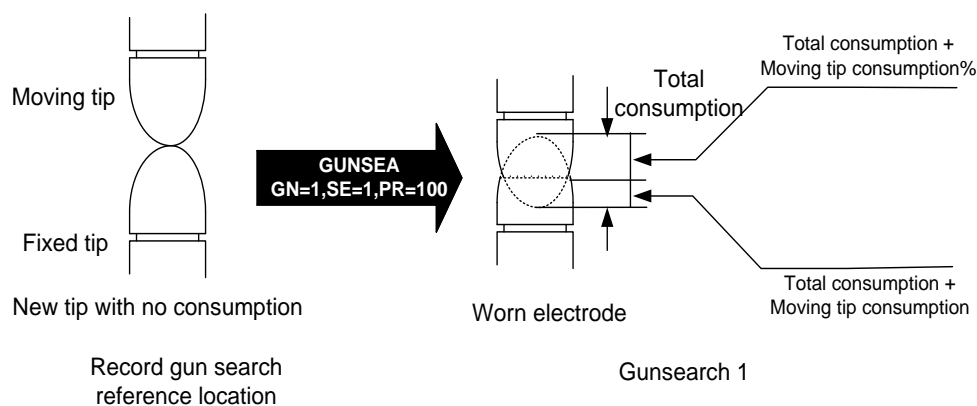 Moving tip
Fixed tip
New tip with no consumption
Record gun search
reference location
GUNSEA
GN=1,SE=1,PR=100
Total
consumption
Worn electrode
Total consumption +
Moving tip consumption%
Total consumption +
Moving tip consumption
Gunsearch 1